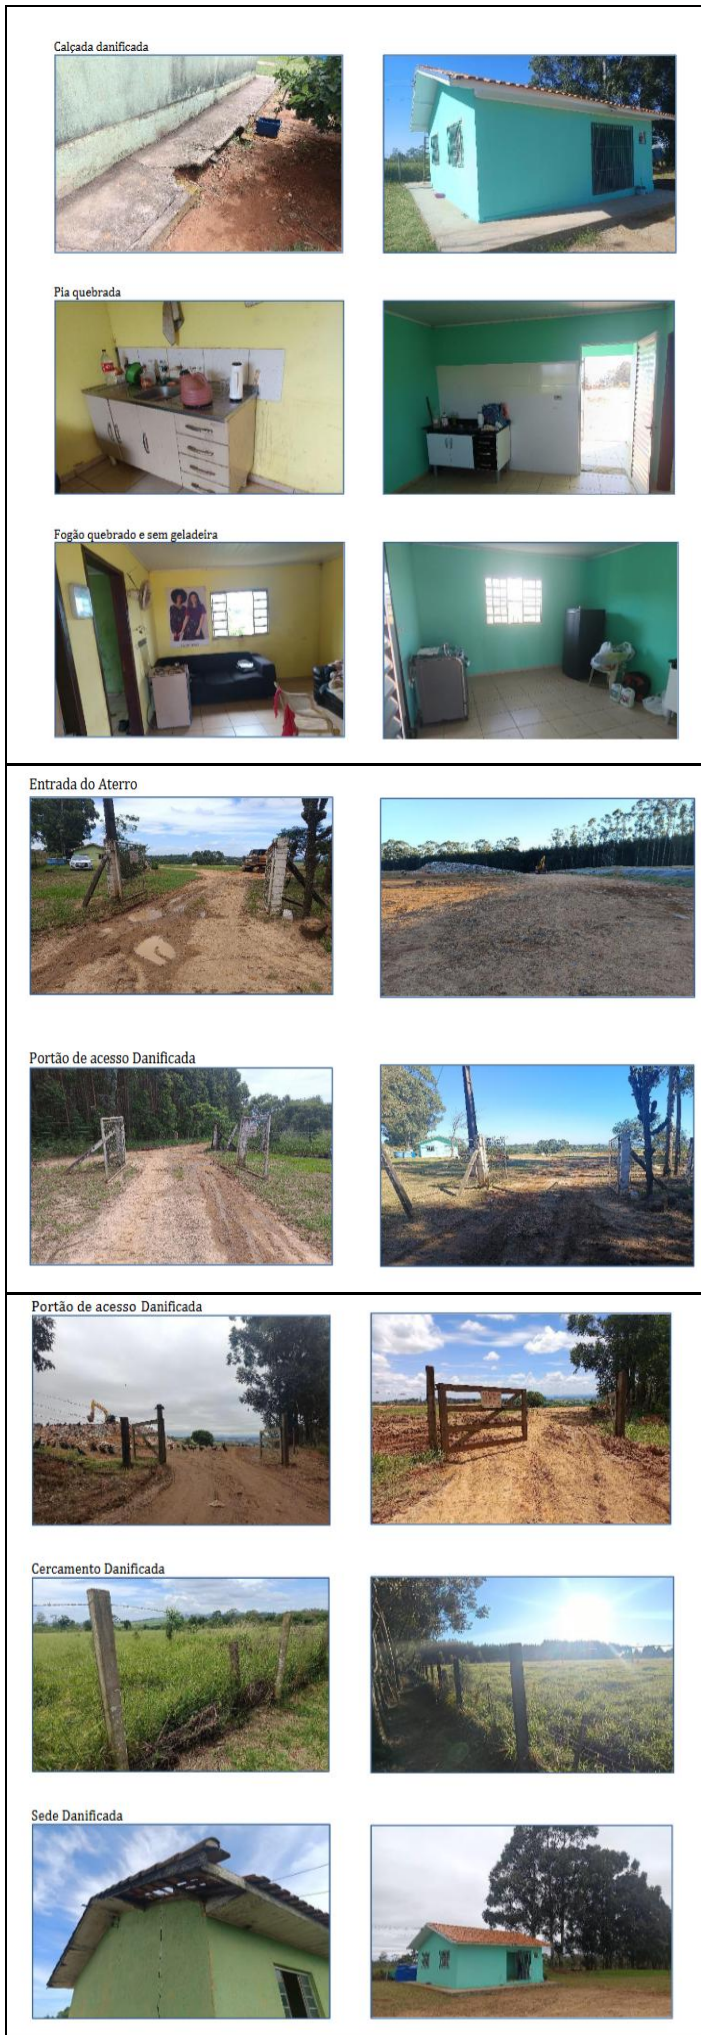 Calçada danificada
Pia quebrada
Fogão quebrado e sem geladeira
Entrada do Aterro
Portão de acesso Danificada
Portão de acesso Danificada
Cercamento Danificada
Sede Danificada